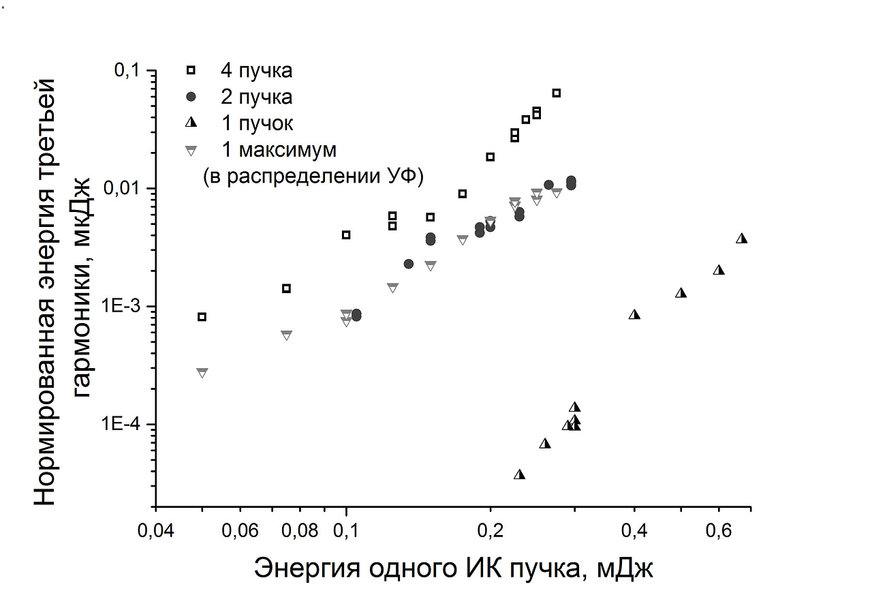 0,1
0,01
1E-3
1E-4
4 пучка
2 пучка
1 пучок
1 максимум
(в распределении УФ)
Нормированная энергия третьей
гармоники, мкДж
0,04 0,06 0,08 0,1 0,2 0,4 0,6
Энергия одного ИК пучка, мДж